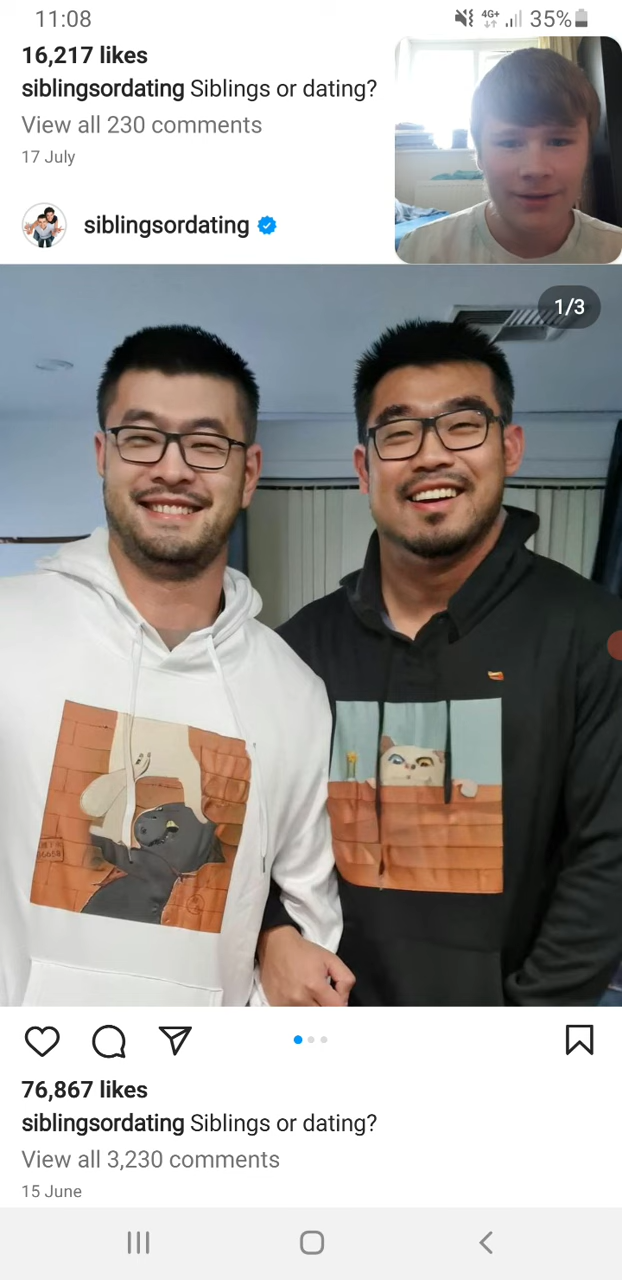 11:08
4G+
35%
16,217 likes
siblingsordating Siblings or dating?
View all 230 comments
17 July
siblingsordating
1/3
76,867 likes
siblingsordating Siblings or dating?
View all 3,230 comments
15 June